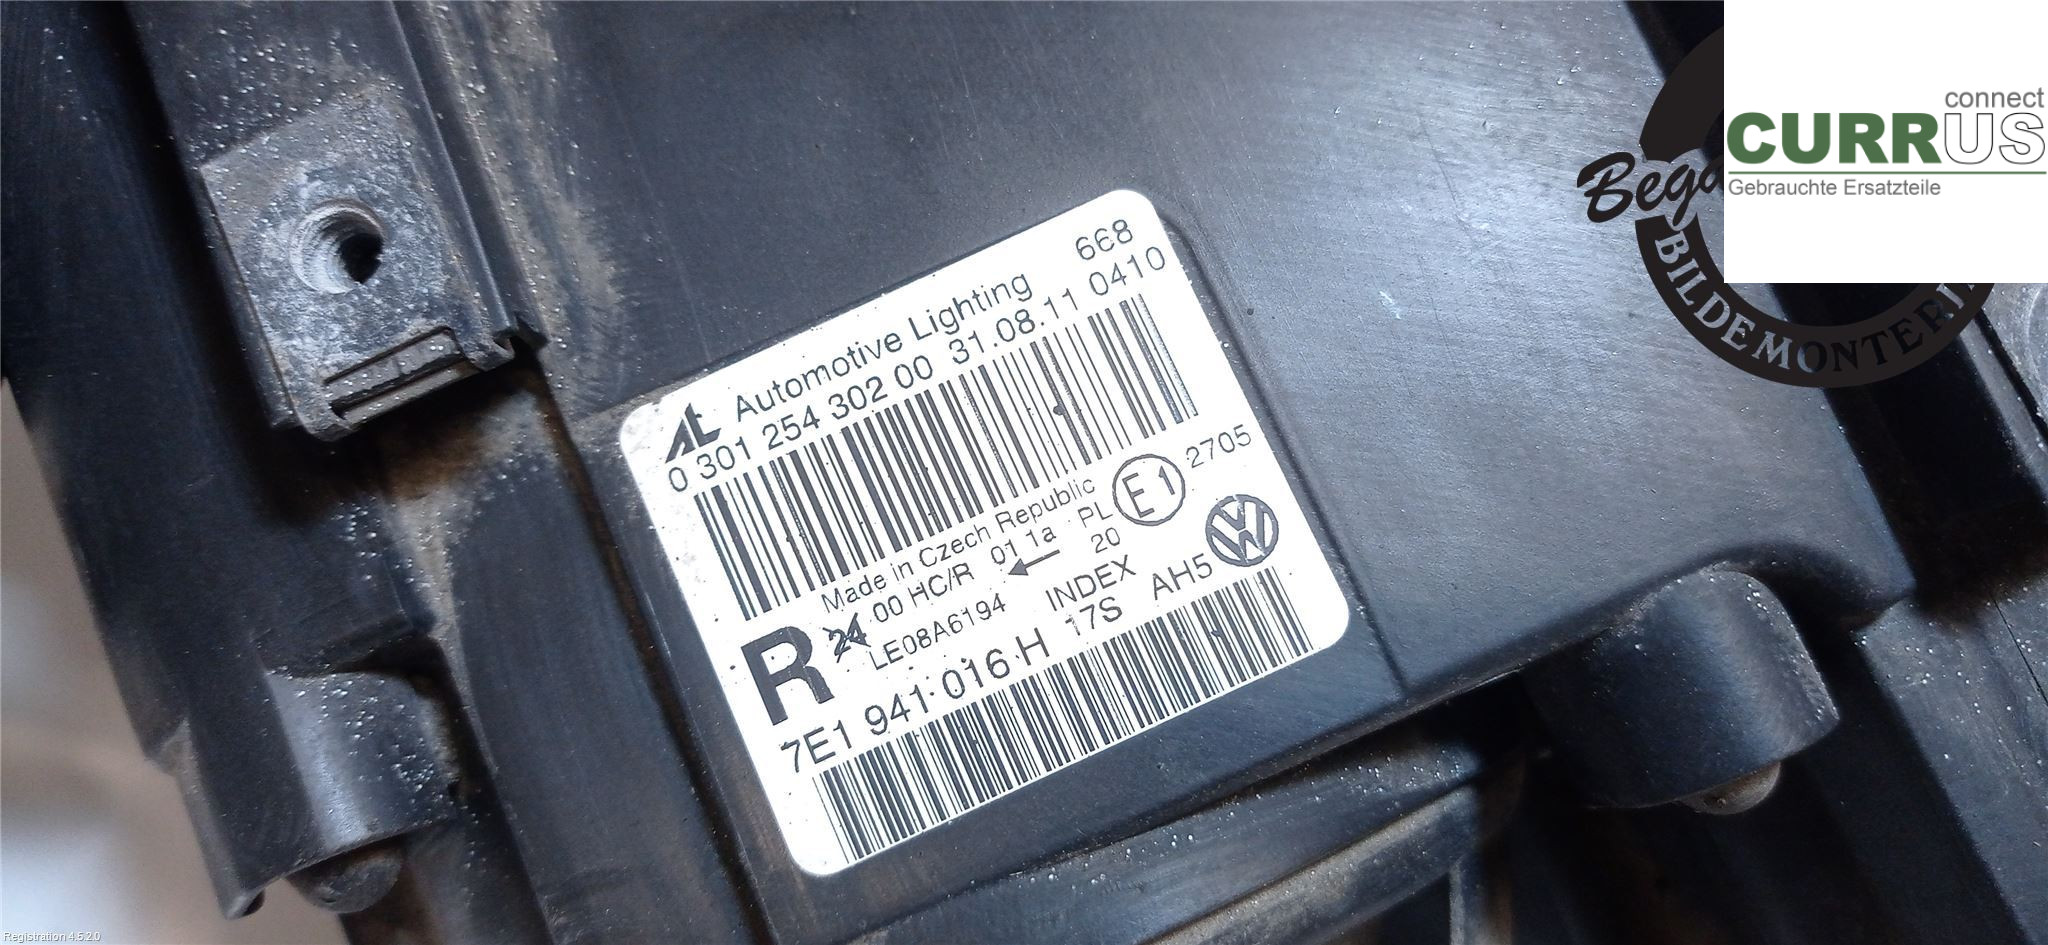 connect
CURRUS
Gebrauchte Ersatzteile
BILDEMONTERI
AL Automotive Lighting 668
0 301 254 302 00 31.08.11 0410
Made in Czech Republic
R 24 00 HC/R 01 1a PL E1 2705
LE08A6194 INDEX 20
7E1 941 016 H 17S AH5
Registration 4.5.2.0